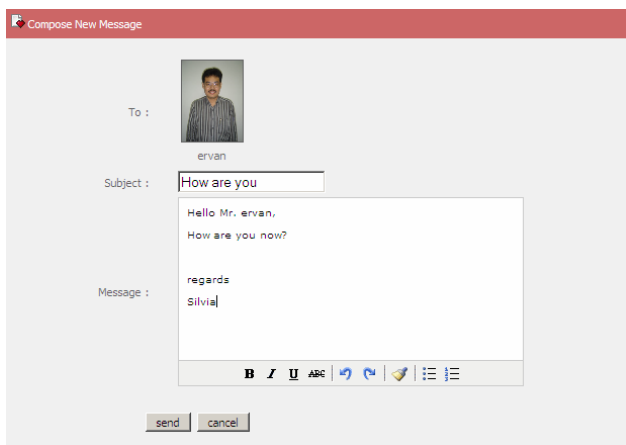 Compose New Message
To :
ervan
Subject : How are you
Message :
Hello Mr. ervan,
How are you now?
regards
Silvia
B I U ABC
send cancel